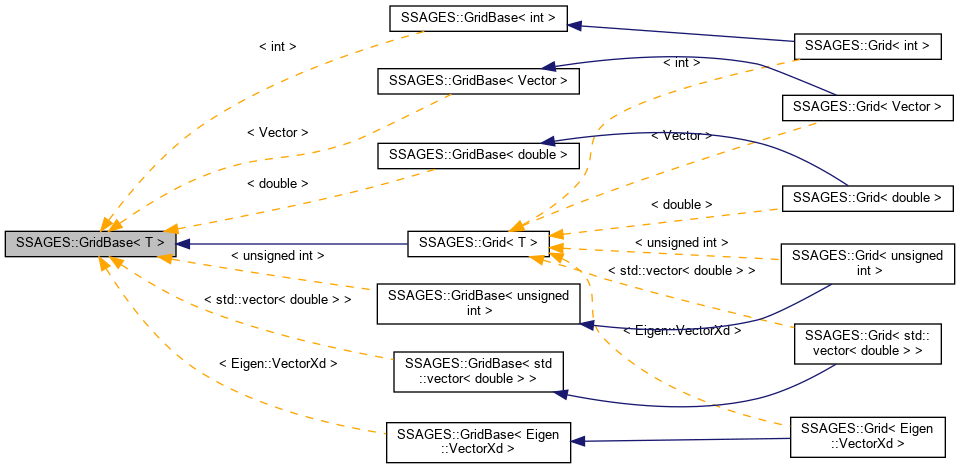 SSAGES::GridBase< int >
< int >
SSAGES::Grid< int >
< int >
SSAGES::GridBase< Vector >
SSAGES::Grid< Vector >
< Vector >
< Vector >
SSAGES::GridBase< double >
< double >
SSAGES::Grid< double >
< double >
SSAGES::GridBase< T >
SSAGES::Grid< T >
< unsigned int >
< unsigned int >
SSAGES::Grid< unsigned
int >
< std::vector< double > >
< std::vector< double > >
SSAGES::GridBase< unsigned
int >
< Eigen::VectorXd >
SSAGES::Grid< std::
vector< double > >
< Eigen::VectorXd >
SSAGES::GridBase< std
::vector< double > >
SSAGES::GridBase< Eigen
::VectorXd >
SSAGES::Grid< Eigen
::VectorXd >